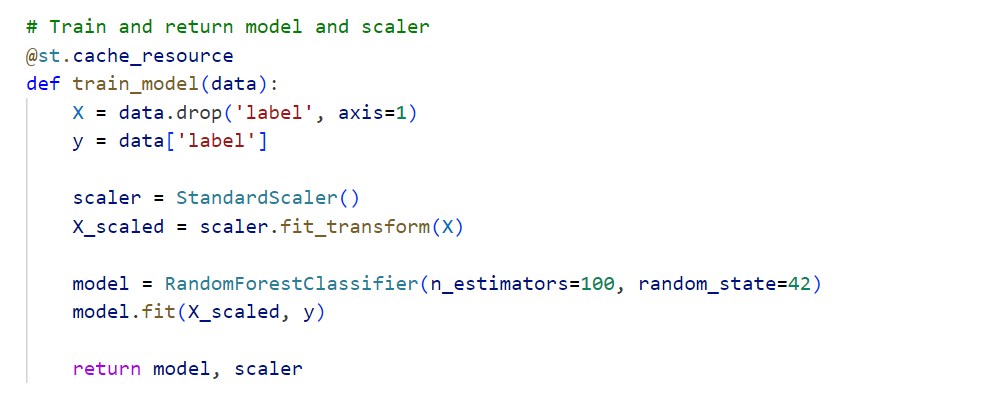 # Train and return model and scaler
@st.cache_resource
def train_model(data):
    X = data.drop('label', axis=1)
    y = data['label']
    scaler = StandardScaler()
    X_scaled = scaler.fit_transform(X)
    model = RandomForestClassifier(n_estimators=100, random_state=42)
    model.fit(X_scaled, y)
    return model, scaler